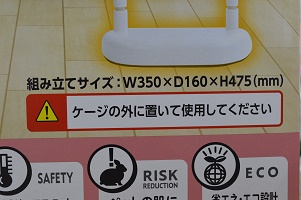 組み立てサイズ：W350×D160×H475(mm)
ケージの外に置いて使用してください
SAFETY
RISK
REDUCTION
ECO
省エネ・エコ設計